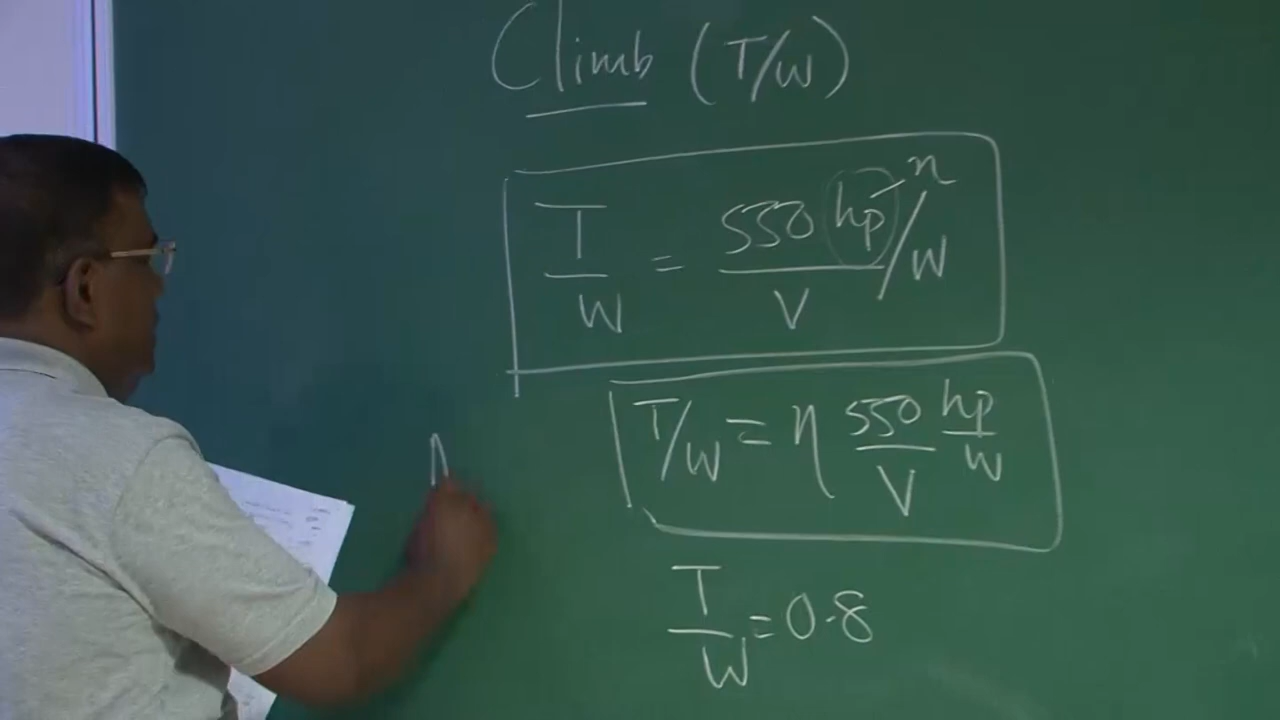 Climb (T/W)
T/W = 550 hp/V /W η
T/W = η 550/V hp/W
T/W = 0.8